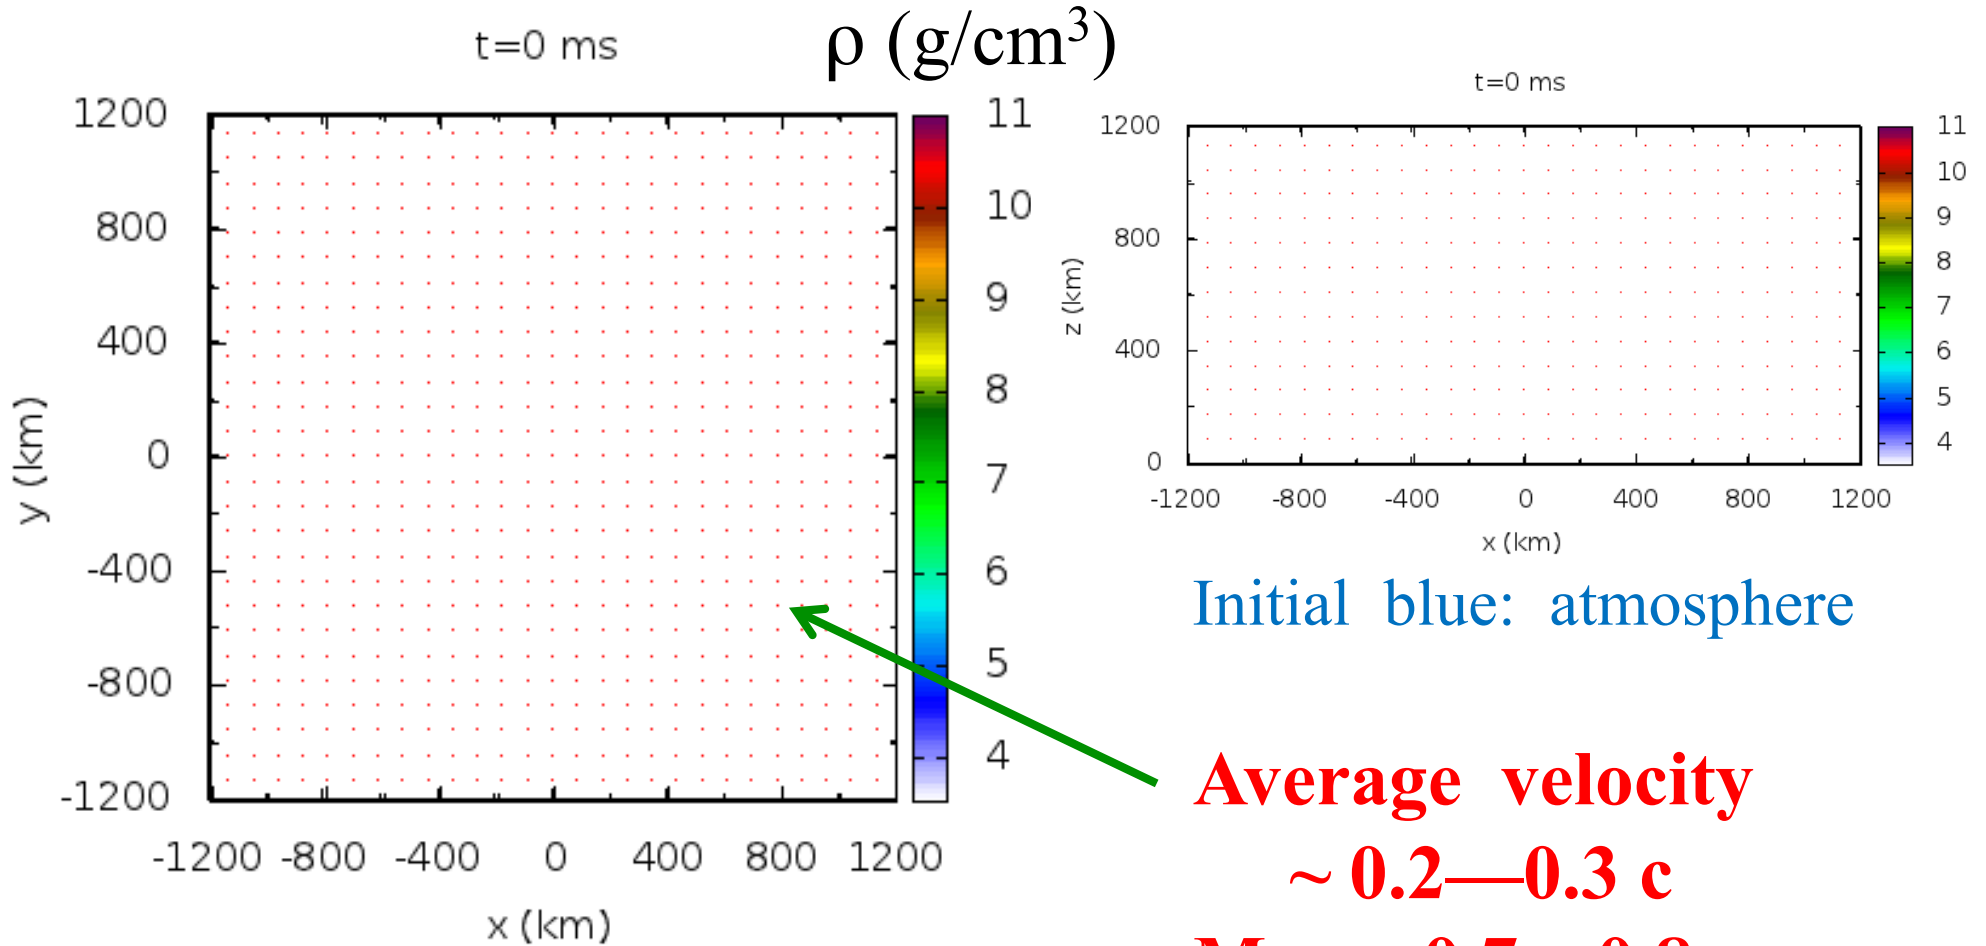 t=0 ms
ρ (g/cm³)
1200
800
400
0
-400
-800
-1200
y (km)
-1200 -800 -400 0 400 800 1200
x (km)
11
10
9
8
7
6
5
4
t=0 ms
1200
800
400
0
z (km)
-1200 -800 -400 0 400 800 1200
x (km)
11
10
9
8
7
6
5
4
Initial blue: atmosphere
Average velocity
~ 0.2—0.3 c